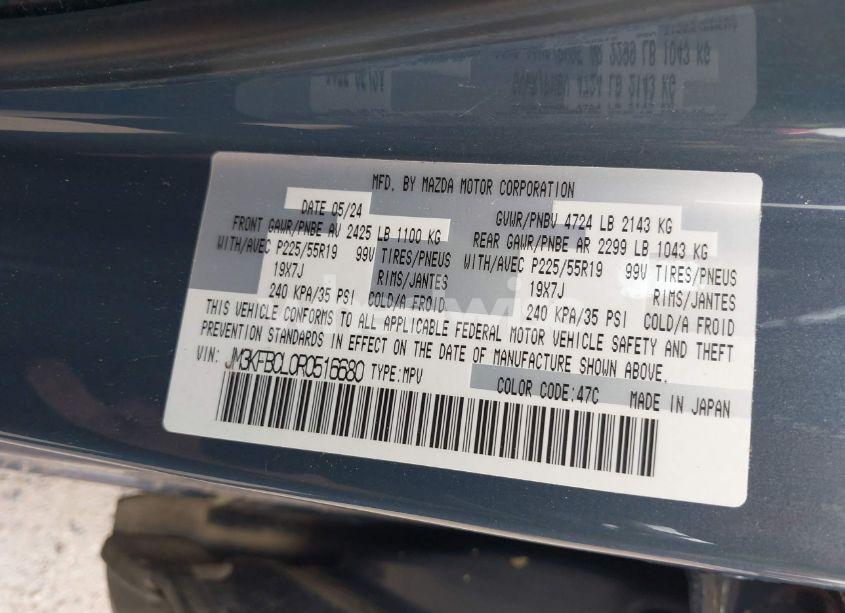 MFD. BY MAZDA MOTOR CORPORATION
DATE 05/24 GVWR/PNBV 4724 LB 2143 KG
FRONT GAWR/PNBE AV 2425 LB 1100 KG REAR GAWR/PNBE AR 2299 LB 1043 KG
WITH/AVEC P225/55R19 99V TIRES/PNEUS WITH/AVEC P225/55R19 99V TIRES/PNEUS
19X7J RIMS/JANTES 19X7J RIMS/JANTES
240 KPA/35 PSI COLD/A FROID 240 KPA/35 PSI COLD/A FROID
THIS VEHICLE CONFORMS TO ALL APPLICABLE FEDERAL MOTOR VEHICLE SAFETY AND THEFT
PREVENTION STANDARDS IN EFFECT ON THE DATE OF MANUFACTURE SHOWN ABOVE.
VIN: JM3KFBCL0R0516680 TYPE:MPV
COLOR CODE:47C MADE IN JAPAN